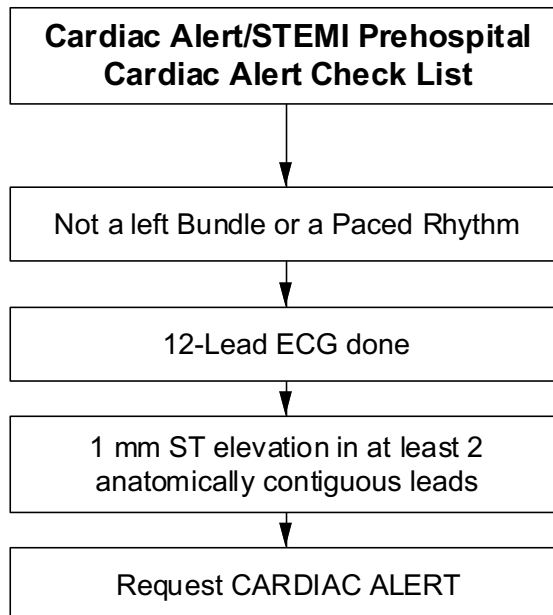 Cardiac Alert/STEMI Prehospital
Cardiac Alert Check List
Not a left Bundle or a Paced Rhythm
12-Lead ECG done
1 mm ST elevation in at least 2
anatomically contiguous leads
Request CARDIAC ALERT